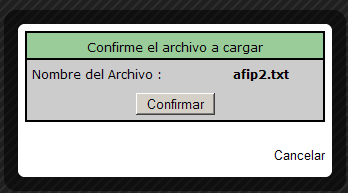 Confirme el archivo a cargar
Nombre del Archivo : afip2.txt
Confirmar
Cancelar